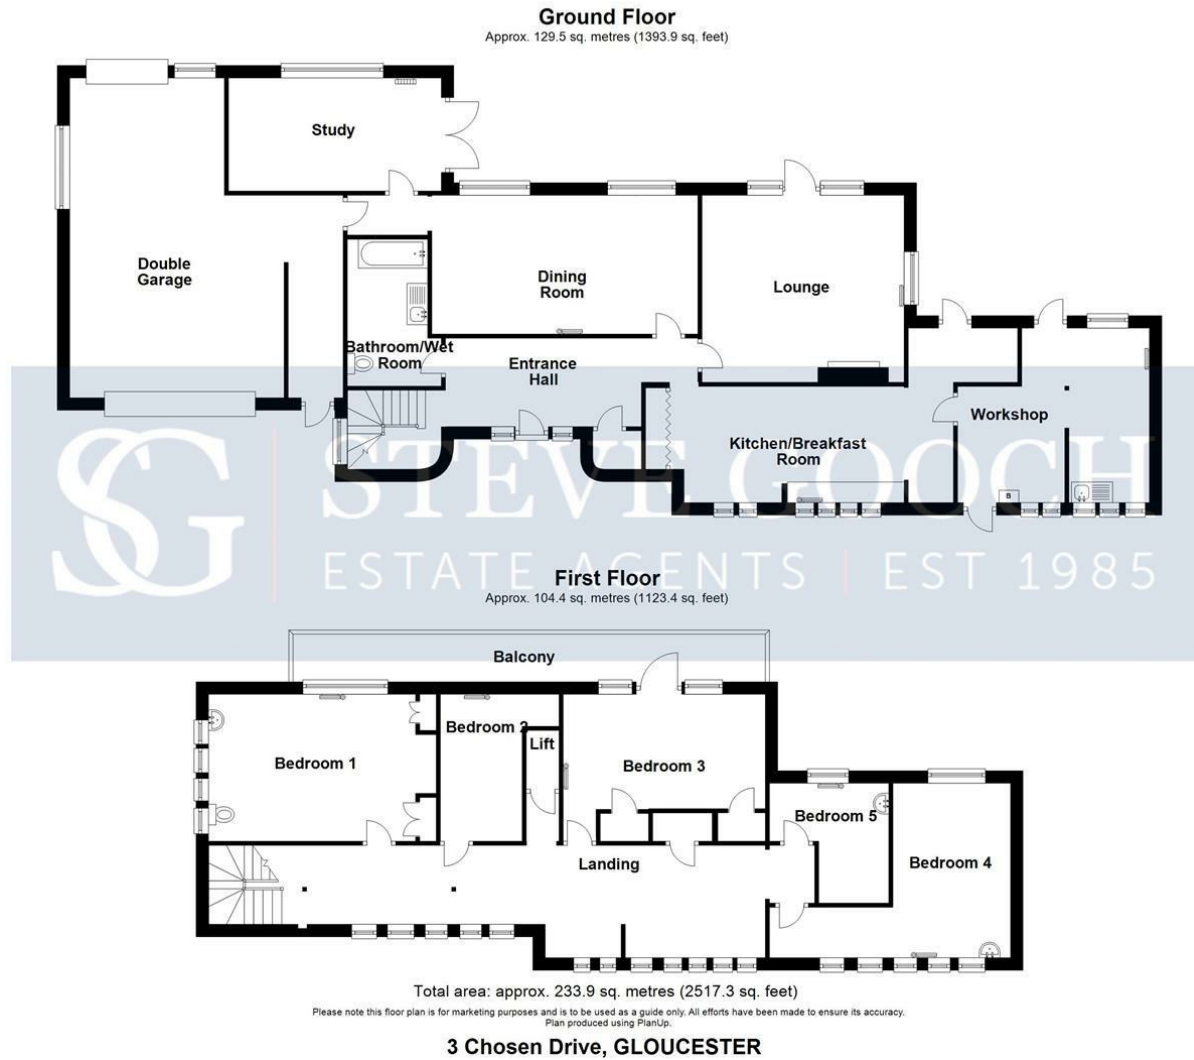 Ground Floor
Approx. 129.5 sq. metres (1393.9 sq. feet)
Study
Double
Garage
Dining
Room
Lounge
Bathroom/Wet
Room
Entrance
Hall
Workshop
Kitchen/Breakfast
Room
B
SG
STEVE GOOCH
ESTATE AGENTS | EST 1985
First Floor
Approx. 104.4 sq. metres (1123.4 sq. feet)
Balcony
Bedroom 1
Bedroom 2
Lift
Bedroom 3
Bedroom 5
Bedroom 4
Landing
Total area: approx. 233.9 sq. metres (2517.3 sq. feet)
Please note this floor plan is for marketing purposes and is to be used as a guide only. All efforts have been made to ensure its accuracy.
Plan produced using PlanUp.
3 Chosen Drive, GLOUCESTER